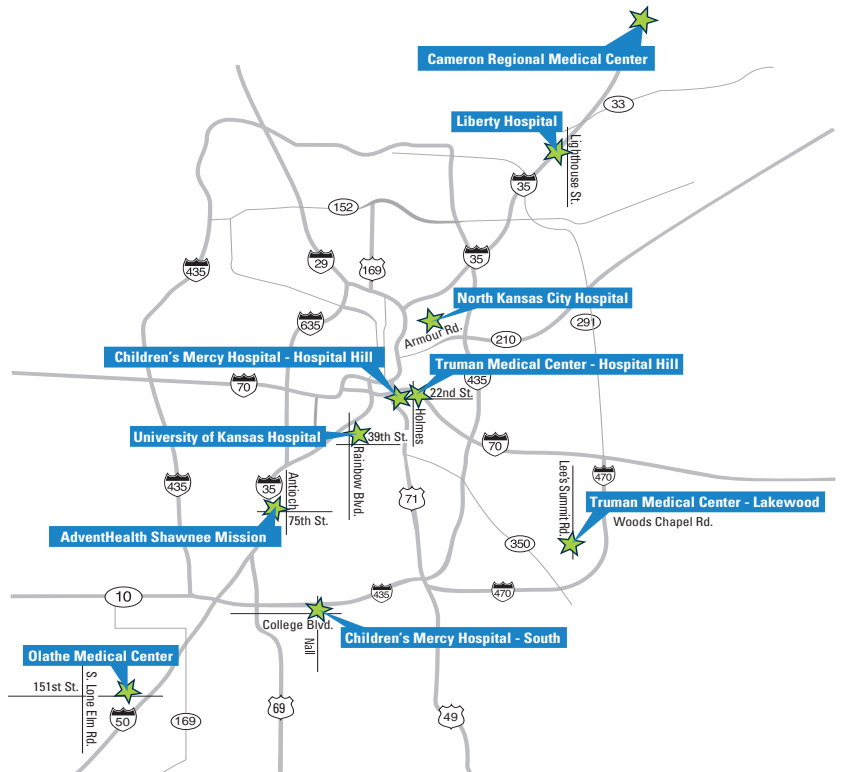 Cameron Regional Medical Center
33
Liberty Hospital
Lighthouse St.
35
152
435
29
169
35
North Kansas City Hospital
635
Armour Rd.
210
291
Children's Mercy Hospital - Hospital Hill
Truman Medical Center - Hospital Hill
70
435
22nd St.
Holmes
University of Kansas Hospital
39th St.
Rainbow Blvd.
70
Lee's Summit Rd.
470
435
35
Antioch
71
Truman Medical Center - Lakewood
75th St.
Woods Chapel Rd.
AdventHealth Shawnee Mission
350
10
435
470
College Blvd.
Nall
Children's Mercy Hospital - South
Olathe Medical Center
151st St.
S. Lone Elm Rd.
50
169
69
49